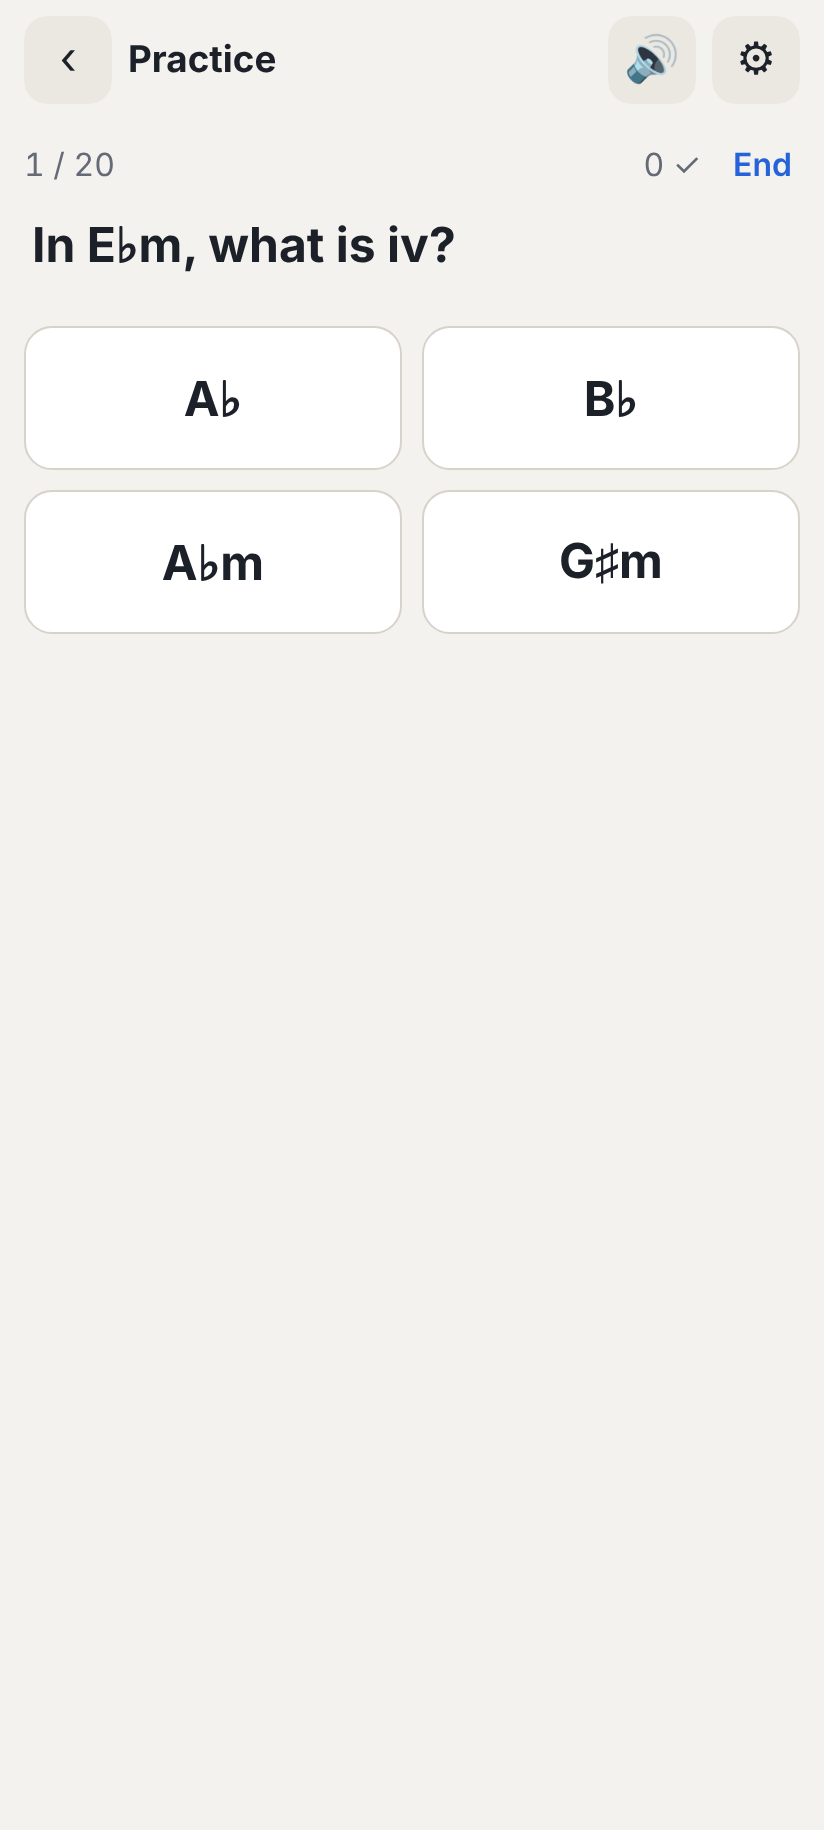 ‹ Practice 🔊 ⚙
1 / 20 0 ✓ End
In E♭m, what is iv?
A♭ B♭
A♭m G♯m